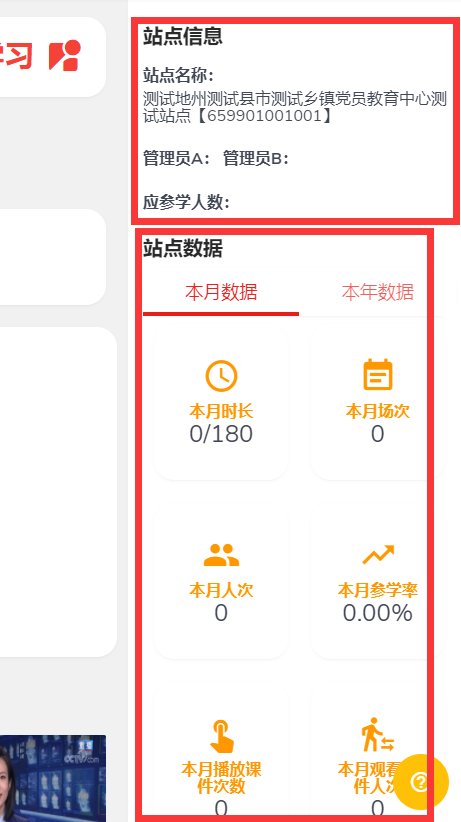 学习
站点信息
站点名称：
测试地州测试县市测试乡镇党员教育中心测
试站点【659901001001】
管理员A： 管理员B：
应参学人数：
站点数据
本月数据 本年数据
本月时长 本月场次
0/180 0
本月人次 本月参学率
0 0.00%
本月播放课 本月观看
件次数 件人次
0 0